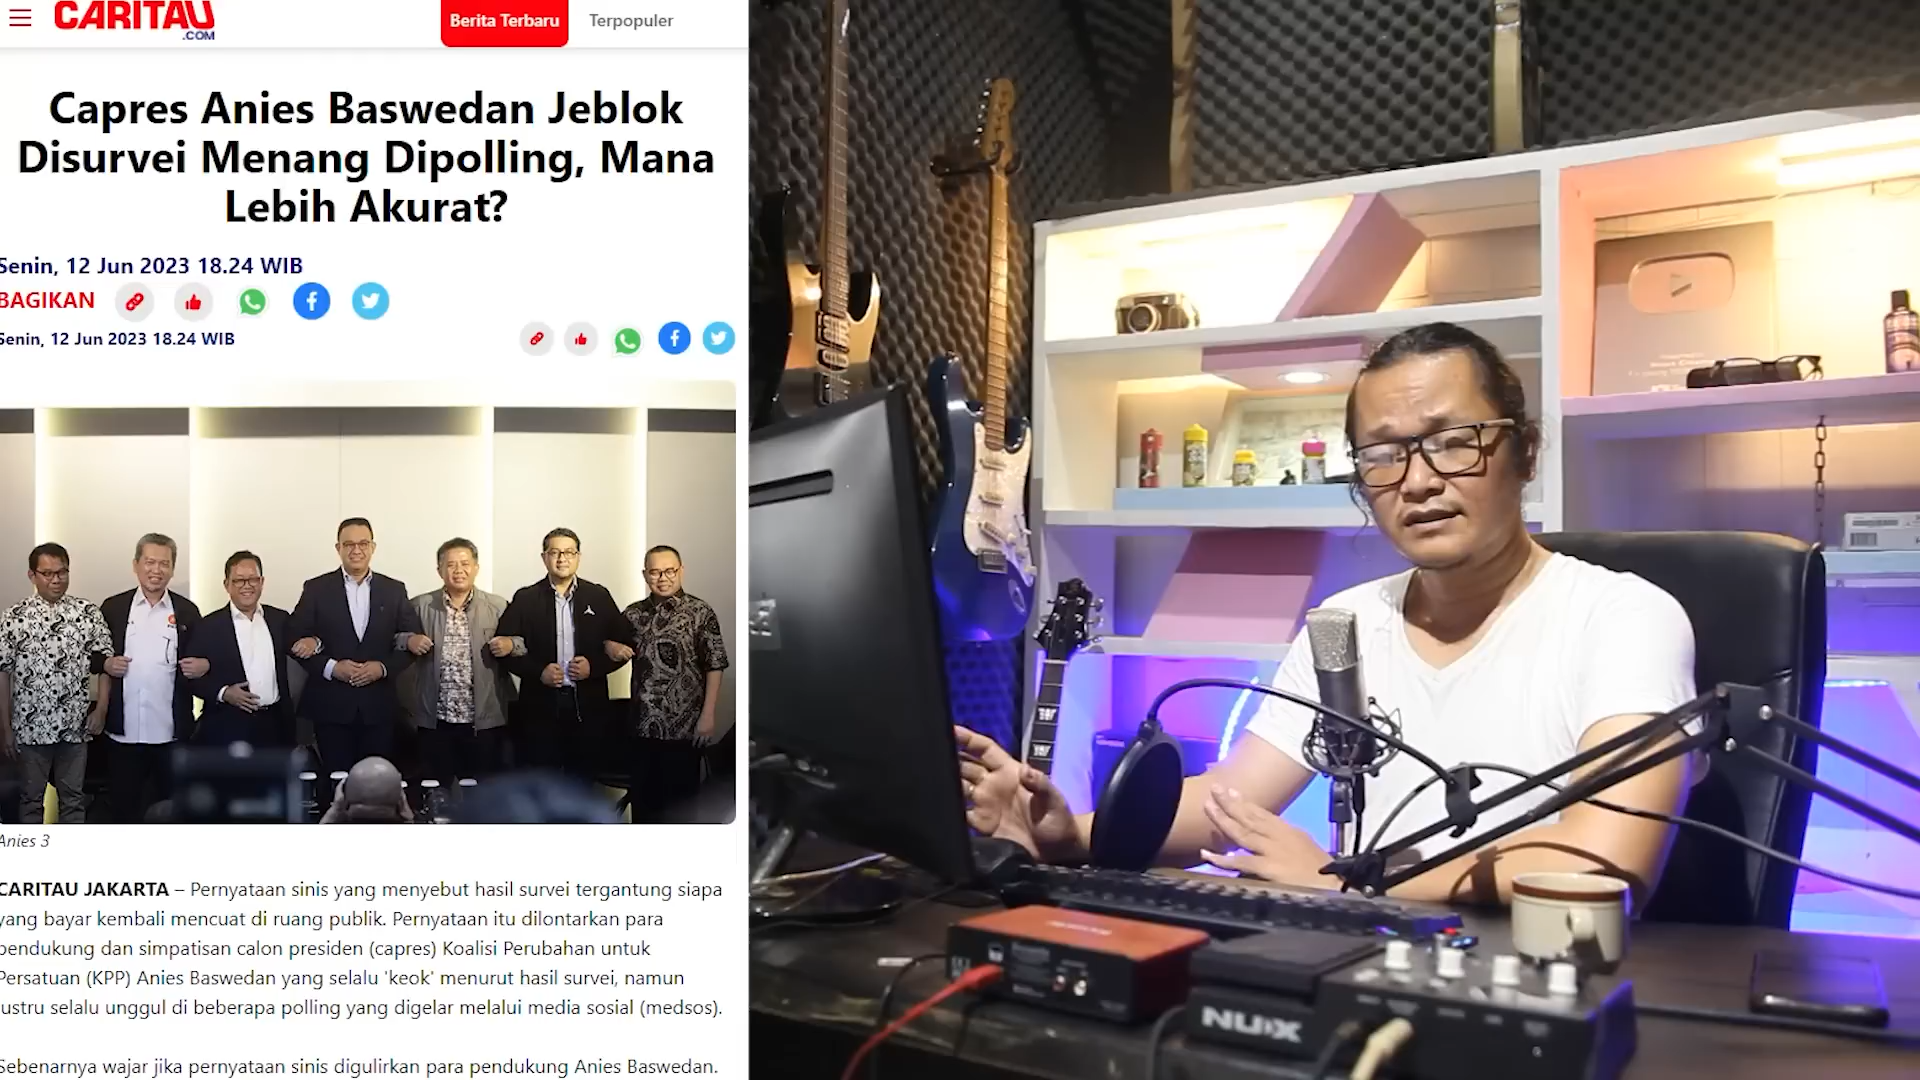 CARITAU
.COM
Berita Terbaru
Terpopuler
Capres Anies Baswedan Jeblok
Disurvei Menang Dipolling, Mana
Lebih Akurat?
Senin, 12 Jun 2023 18.24 WIB
BAGIKAN
Senin, 12 Jun 2023 18.24 WIB
Anies 3
CARITAU JAKARTA – Pernyataan sinis yang menyebut hasil survei tergantung siapa
yang bayar kembali mencuat di ruang publik. Pernyataan itu dilontarkan para
pendukung dan simpatisan calon presiden (capres) Koalisi Perubahan untuk
Persatuan (KPP) Anies Baswedan yang selalu 'keok' menurut hasil survei, namun
justru selalu unggul di beberapa polling yang digelar melalui media sosial (medsos).
Sebenarnya wajar jika pernyataan sinis digulirkan para pendukung Anies Baswedan.
NUX